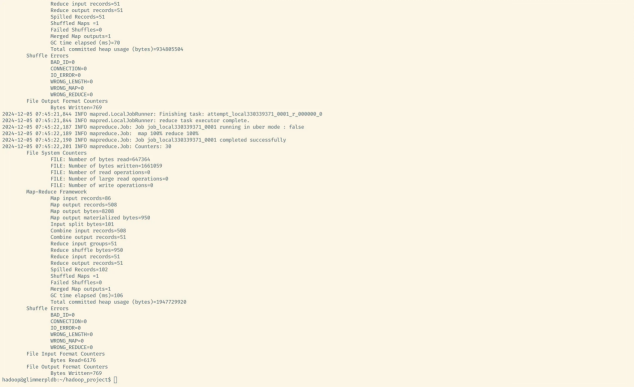 Reduce input records=51
Reduce output records=51
Spilled Records=51
Shuffled Maps =1
Failed Shuffles=0
Merged Map outputs=1
GC time elapsed (ms)=78
Total committed heap usage (bytes)=934805504
Shuffle Errors
BAD_ID=0
CONNECTION=0
IO_ERROR=0
WRONG_LENGTH=0
WRONG_MAP=0
WRONG_REDUCE=0
File Output Format Counters
Bytes Written=769
2024-12-05 07:45:21,844 INFO mapred.LocalJobRunner: Finishing task: attempt_local330339371_0001_r_000000_0
2024-12-05 07:45:21,844 INFO mapred.LocalJobRunner: reduce task executor complete.
2024-12-05 07:45:22,187 INFO mapreduce.Job: Job job_local330339371_0001 running in uber mode : false
2024-12-05 07:45:22,189 INFO mapreduce.Job:  map 100% reduce 100%
2024-12-05 07:45:22,190 INFO mapreduce.Job: Job job_local330339371_0001 completed successfully
2024-12-05 07:45:22,201 INFO mapreduce.Job: Counters: 30
File System Counters
FILE: Number of bytes read=647364
FILE: Number of bytes written=1661059
FILE: Number of read operations=0
FILE: Number of large read operations=0
FILE: Number of write operations=0
Map-Reduce Framework
Map input records=86
Map output records=508
Map output bytes=8208
Map output materialized bytes=950
Input split bytes=101
Combine input records=508
Combine output records=51
Reduce input groups=51
Reduce shuffle bytes=950
Reduce input records=51
Reduce output records=51
Spilled Records=102
Shuffled Maps =1
Failed Shuffles=0
Merged Map outputs=1
GC time elapsed (ms)=106
Total committed heap usage (bytes)=1947729920
Shuffle Errors
BAD_ID=0
CONNECTION=0
IO_ERROR=0
WRONG_LENGTH=0
WRONG_MAP=0
WRONG_REDUCE=0
File Input Format Counters
Bytes Read=6176
File Output Format Counters
Bytes Written=769
hadoop@glimmerpldb:~/hadoop_project$